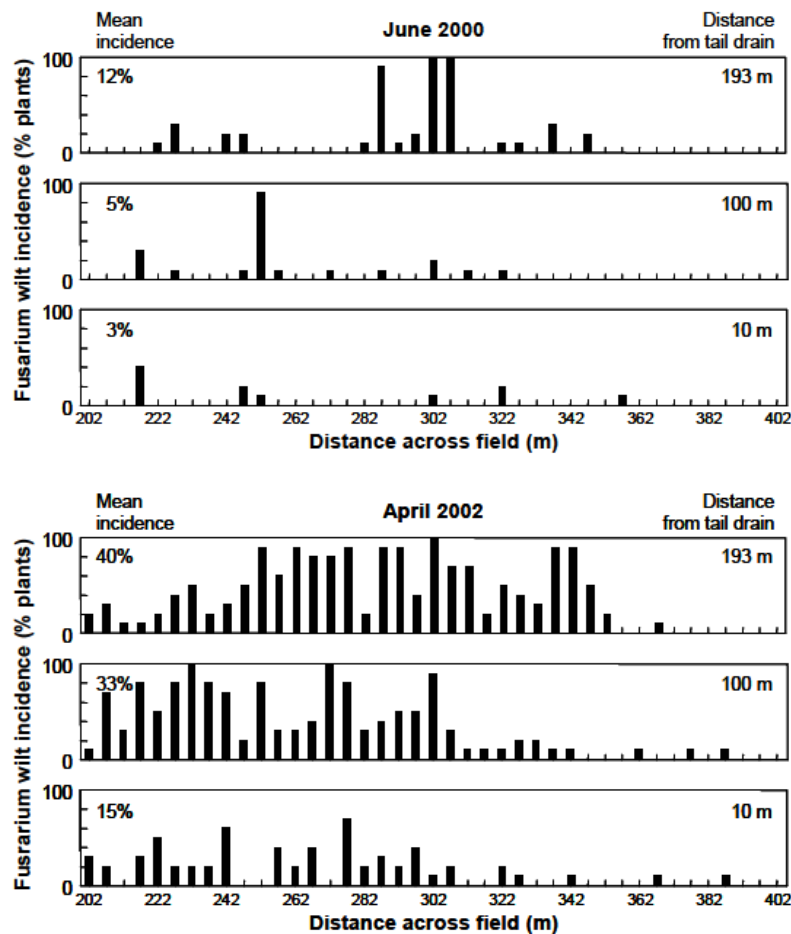 Mean
incidence
June 2000
Distance
from tail drain
Fusarium wilt incidence (% plants)
100
12%
193 m
0
100
5%
100 m
0
100
3%
10 m
0
202 222 242 262 282 302 322 342 362 382 402
Distance across field (m)
Mean
incidence
April 2002
Distance
from tail drain
Fusrarium wilt incidence (% plants)
100
40%
193 m
0
100
33%
100 m
0
100
15%
10 m
0
202 222 242 262 282 302 322 342 362 382 402
Distance across field (m)